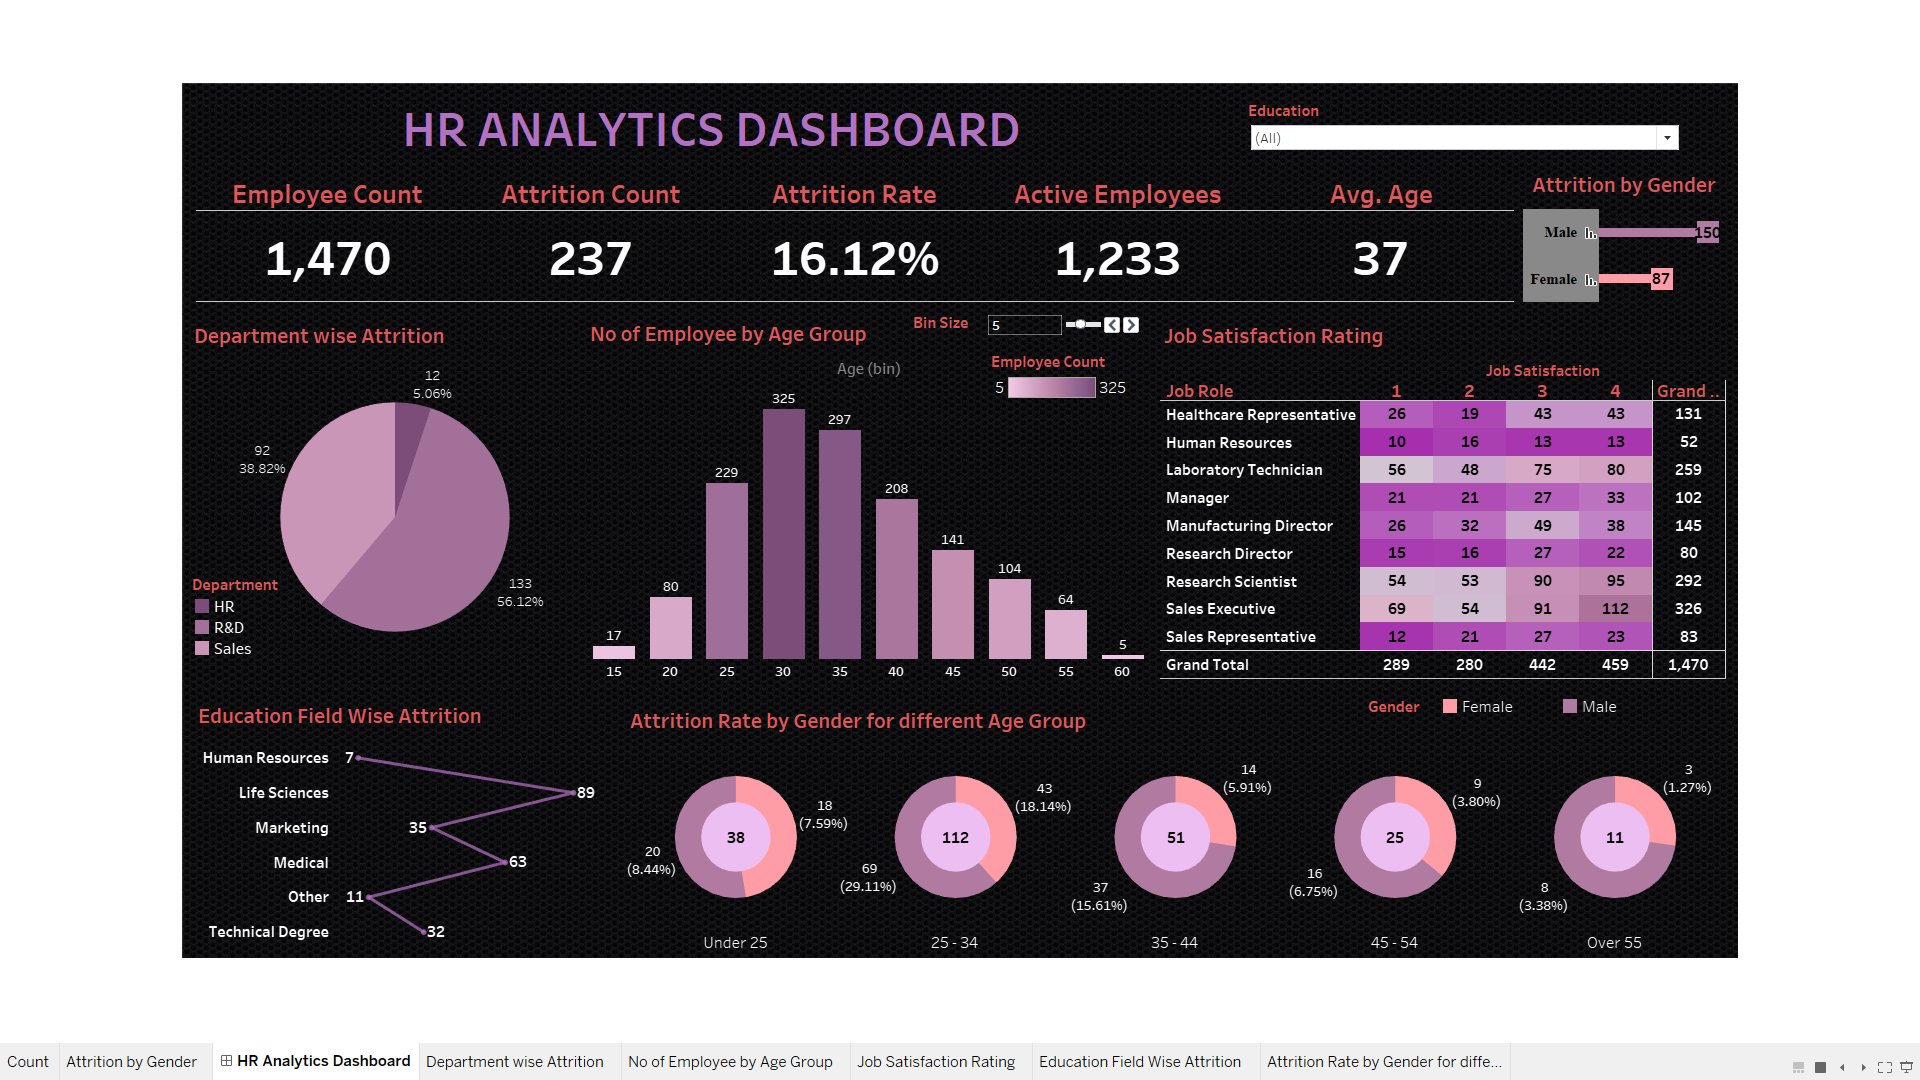 HR ANALYTICS DASHBOARD
Education
(All)
Employee Count
Attrition Count
Attrition Rate
Active Employees
Avg. Age
1,470
237
16.12%
1,233
37
Attrition by Gender
Male 150
Female 87
Department wise Attrition
12
5.06%
92
38.82%
133
56.12%
Department
HR
R&D
Sales
No of Employee by Age Group
Bin Size 5
Age (bin)
Employee Count
5 325
17 80 229 325 297 208 141 104 64 5
15 20 25 30 35 40 45 50 55 60
Job Satisfaction Rating
Job Satisfaction
Job Role 1 2 3 4 Grand ..
Healthcare Representative 26 19 43 43 131
Human Resources 10 16 13 13 52
Laboratory Technician 56 48 75 80 259
Manager 21 21 27 33 102
Manufacturing Director 26 32 49 38 145
Research Director 15 16 27 22 80
Research Scientist 54 53 90 95 292
Sales Executive 69 54 91 112 326
Sales Representative 12 21 27 23 83
Grand Total 289 280 442 459 1,470
Education Field Wise Attrition
Human Resources 7
Life Sciences 89
Marketing 35
Medical 63
Other 11
Technical Degree 32
Attrition Rate by Gender for different Age Group
Gender Female Male
18
(7.59%)
38
20
(8.44%)
Under 25
43
(18.14%)
112
69
(29.11%)
25 - 34
14
(5.91%)
51
37
(15.61%)
35 - 44
9
(3.80%)
25
16
(6.75%)
45 - 54
3
(1.27%)
11
8
(3.38%)
Over 55
Count
Attrition by Gender
HR Analytics Dashboard
Department wise Attrition
No of Employee by Age Group
Job Satisfaction Rating
Education Field Wise Attrition
Attrition Rate by Gender for diffe...